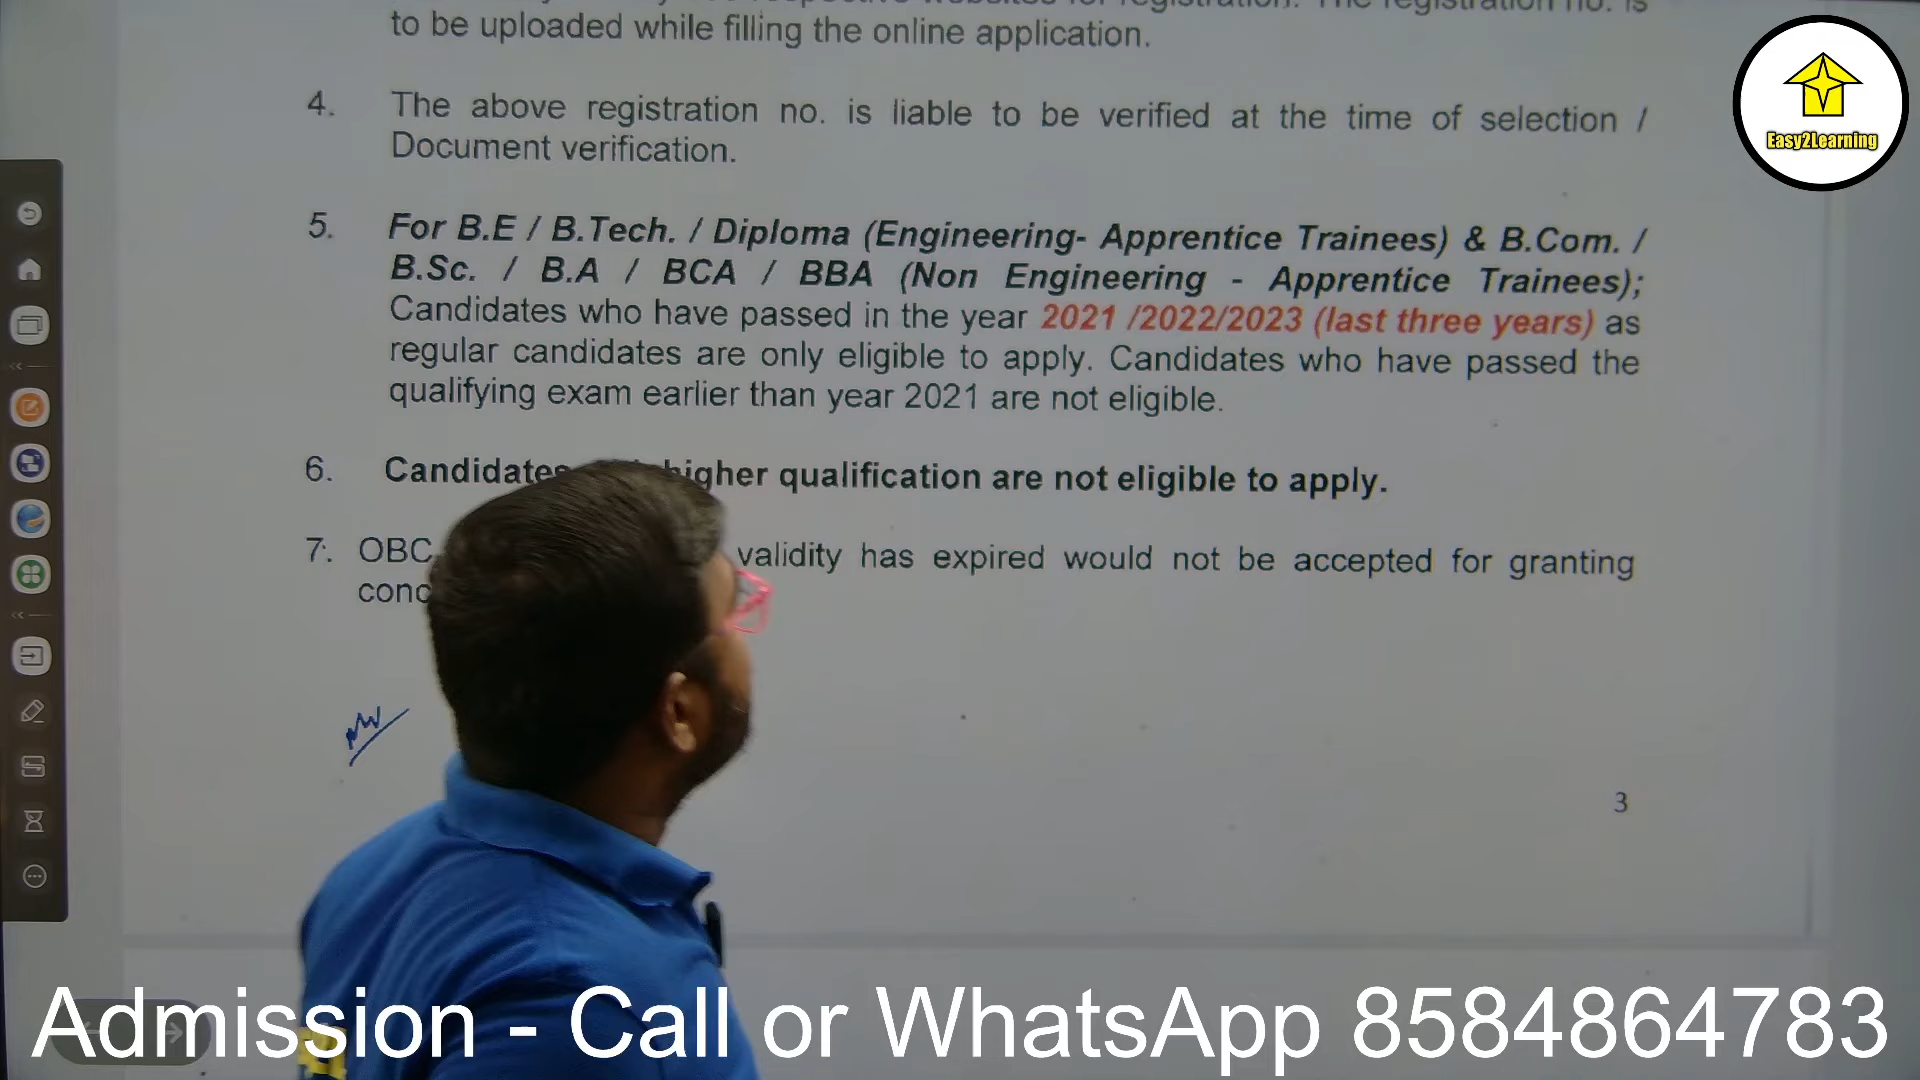 to be uploaded while filling the online application.
4. The above registration no. is liable to be verified at the time of selection /
Document verification.
5. For B.E / B.Tech. / Diploma (Engineering- Apprentice Trainees) & B.Com. /
B.Sc. / B.A / BCA / BBA (Non Engineering - Apprentice Trainees);
Candidates who have passed in the year 2021 /2022/2023 (last three years) as
regular candidates are only eligible to apply. Candidates who have passed the
qualifying exam earlier than year 2021 are not eligible.
6. Candidates qualification are not eligible to apply.
7. OBC validity has expired would not be accepted for granting
3
Easy2Learning
Admission - Call or WhatsApp 8584864783